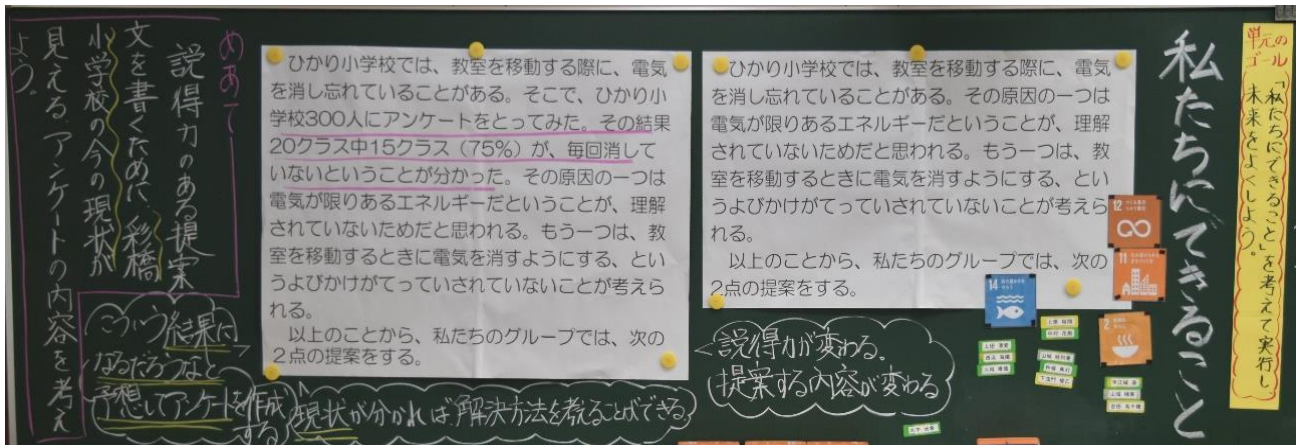 単元の
ゴール
「私たちにできること」を考えて実行し
未来をよくしよう。
私たちにできること
ひかり小学校では、教室を移動する際に、電気
を消し忘れていることがある。その原因の一つは
電気が限りあるエネルギーだということが、理解
されていないためだと思われる。もう一つは、教
室を移動するときに電気を消すようにする、とい
うよびかけがてっていされていないことが考えら
れる。
以上のことから、私たちのグループでは、次の
2点の提案をする。
12
11
14
2
説得力が変わる。
提案する内容が変わる
ひかり小学校では、教室を移動する際に、電気
を消し忘れていることがある。そこで、ひかり小
学校300人にアンケートをとってみた。その結果
20クラス中15クラス（75%）が、毎回消して
いないということが分かった。その原因の一つは
電気が限りあるエネルギーだということが、理解
されていないためだと思われる。もう一つは、教
室を移動するときに電気を消すようにする、とい
うよびかけがてっていされていないことが考えら
れる。
以上のことから、私たちのグループでは、次の
2点の提案をする。
現状が分かれば解決方法を考えることができる
こういう結果に
なるだろうなと
予想してアンケートを作成
する
めあて
説得力のある提案
文を書くために、彩橋
小学校の今の現状が
見えるアンケートの内容を考え
よう。